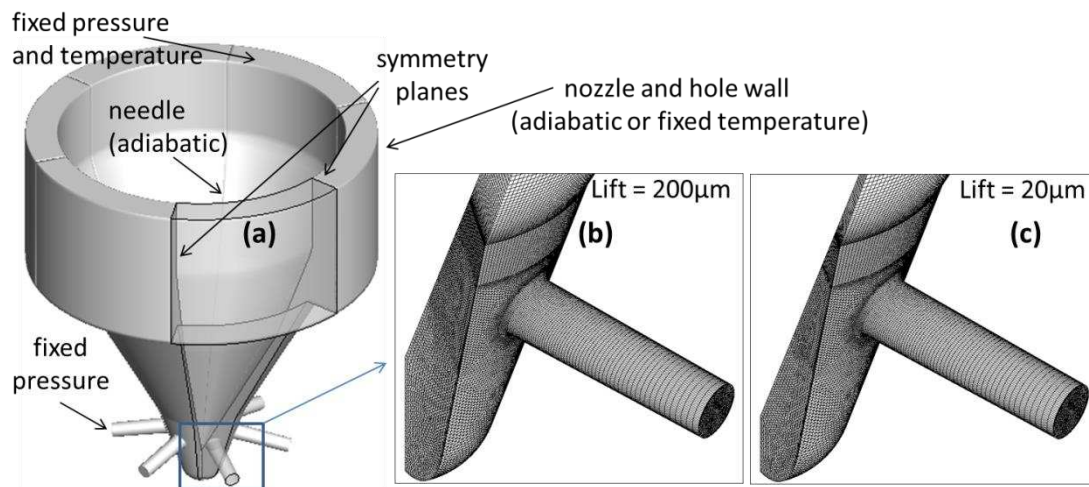 fixed pressure
and temperature
symmetry
planes
nozzle and hole wall
(adiabatic or fixed temperature)
needle
(adiabatic)
(a)
fixed
pressure
Lift = 200µm
(b)
Lift = 20µm
(c)